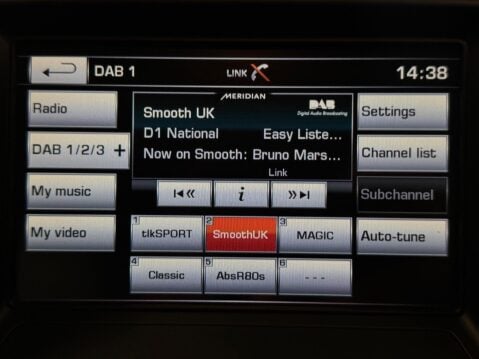 DAB 1
LINK
14:38
Radio
MERIDIAN
Smooth UK
DAB
Digital Audio Broadcasting
Settings
D1 National Easy Liste...
DAB 1/2/3 +
Now on Smooth: Bruno Mars...
Channel list
Link
My music
i
Subchannel
My video
1 tlkSPORT
2 SmoothUK
3 MAGIC
Auto-tune
4 Classic
5 AbsR80s
6 - - -